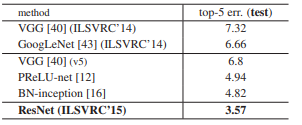 method top-5 err. (test)
VGG [40] (ILSVRC'14) 7.32
GoogLeNet [43] (ILSVRC'14) 6.66
VGG [40] (v5) 6.8
PReLU-net [12] 4.94
BN-inception [16] 4.82
ResNet (ILSVRC'15) 3.57